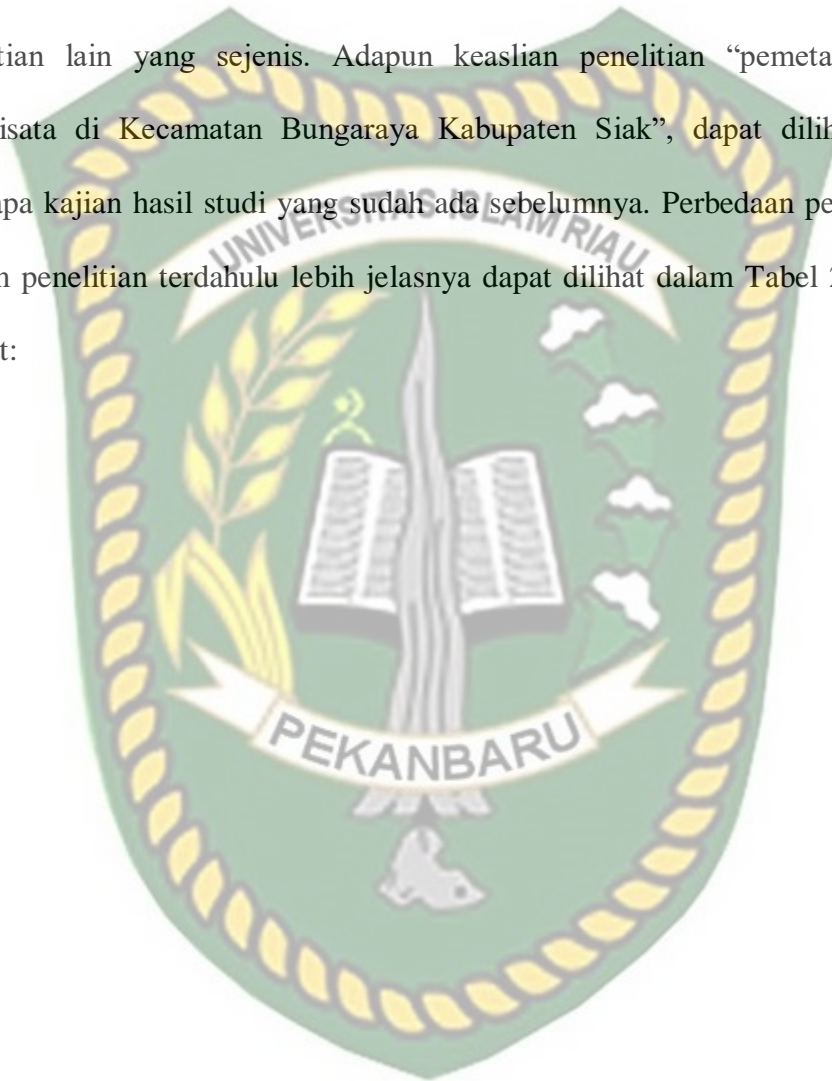 tian lain yang sejenis. Adapun keaslian penelitian “pemeta
isata di Kecamatan Bungaraya Kabupaten Siak”, dapat dilih
apa kajian hasil studi yang sudah ada sebelumnya. Perbedaan pe
n penelitian terdahulu lebih jelasnya dapat dilihat dalam Tabel 2
t:
UNIVERSITAS ISLAM RIAU
PEKANBARU